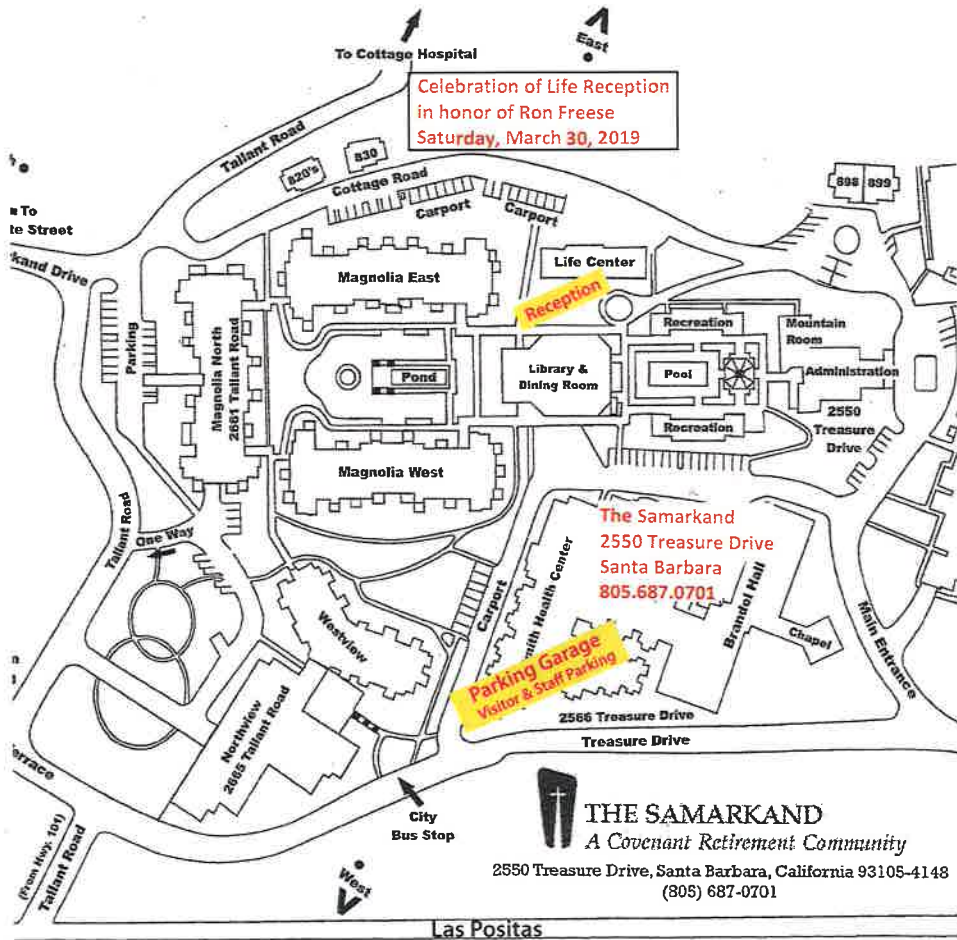 East
To Cottage Hospital
Celebration of Life Reception
in honor of Ron Freese
Saturday, March 30, 2019
Tallant Road
820's
830
Cottage Road
Carport
Carport
898
899
To
Street
Drive
Life Center
Magnolia East
Reception
Parking
Magnolia North
2661 Tallant Road
Pond
Library &
Dining Room
Recreation
Pool
Mountain
Room
Administration
2550
Treasure
Drive
Recreation
Magnolia West
Tallant Road
One Way
The Samarkand
2550 Treasure Drive
Santa Barbara
805.687.0701
Carport
Health Center
Brandel Hall
Chapel
Main Entrance
Westview
Parking Garage
Visitor & Staff Parking
2566 Treasure Drive
Treasure Drive
Northview
2665 Tallant Road
City
Bus Stop
(From Hwy. 101)
Tallant Road
West
THE SAMARKAND
A Covenant Retirement Community
2550 Treasure Drive, Santa Barbara, California 93105-4148
(805) 687-0701
Las Positas